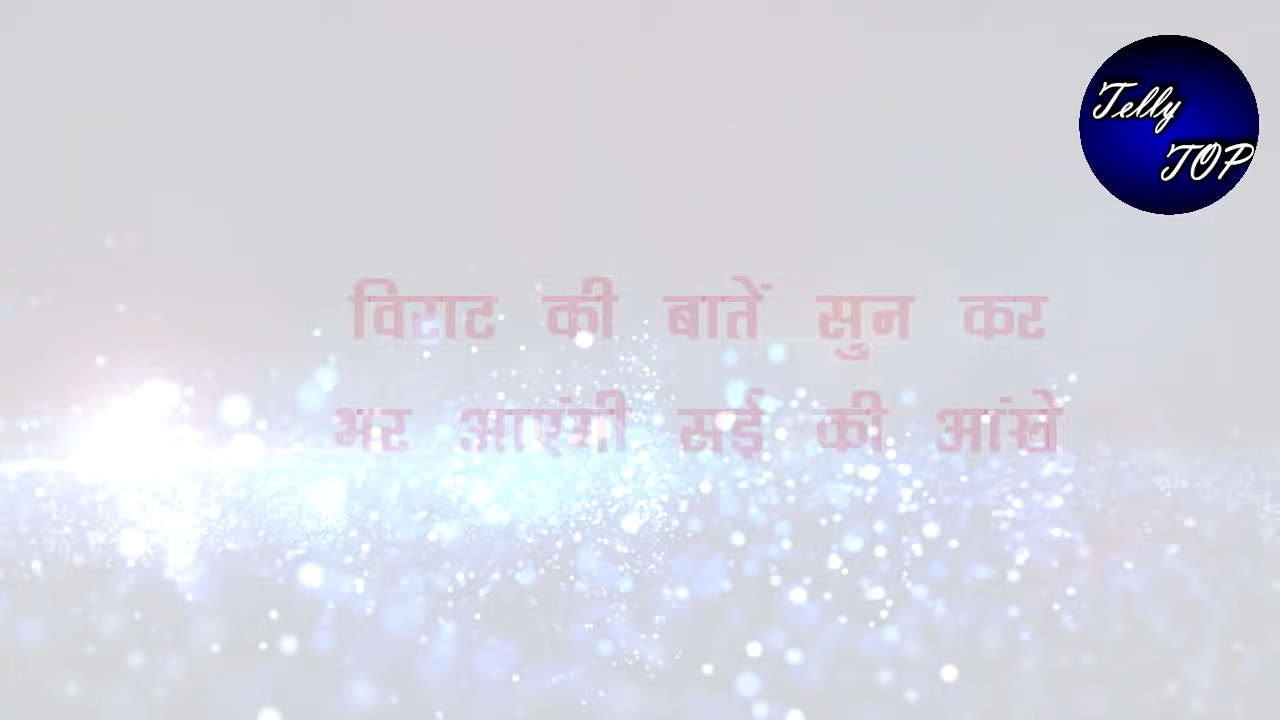 Telly
TOP
विराट की बातें सुन कर
भर आएंगी सई की आंखे